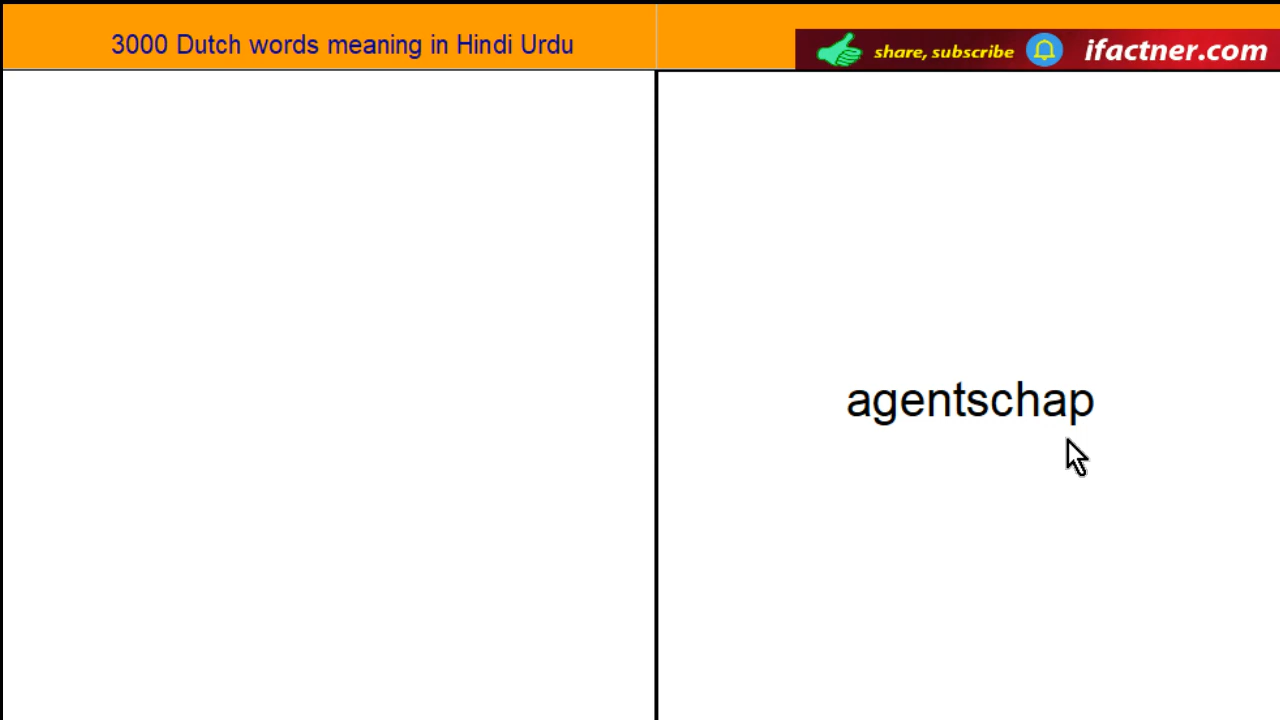 3000 Dutch words meaning in Hindi Urdu
share, subscribe
ifactner.com
agentschap